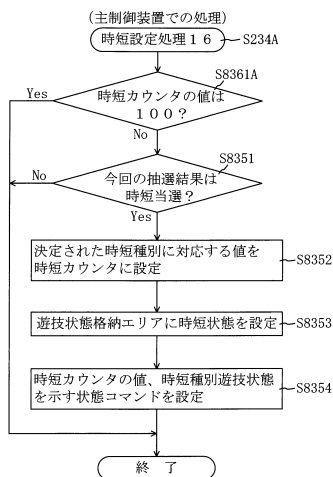 (主制御装置での処理)
時短設定処理16
S234A
S8361A
Yes
時短カウンタの値は
100?
No
S8351
No
今回の抽選結果は
時短当選?
Yes
決定された時短種別に対応する値を
時短カウンタに設定
S8352
遊技状態格納エリアに時短状態を設定
S8353
時短カウンタの値、時短種別遊技状態
を示す状態コマンドを設定
S8354
終 了